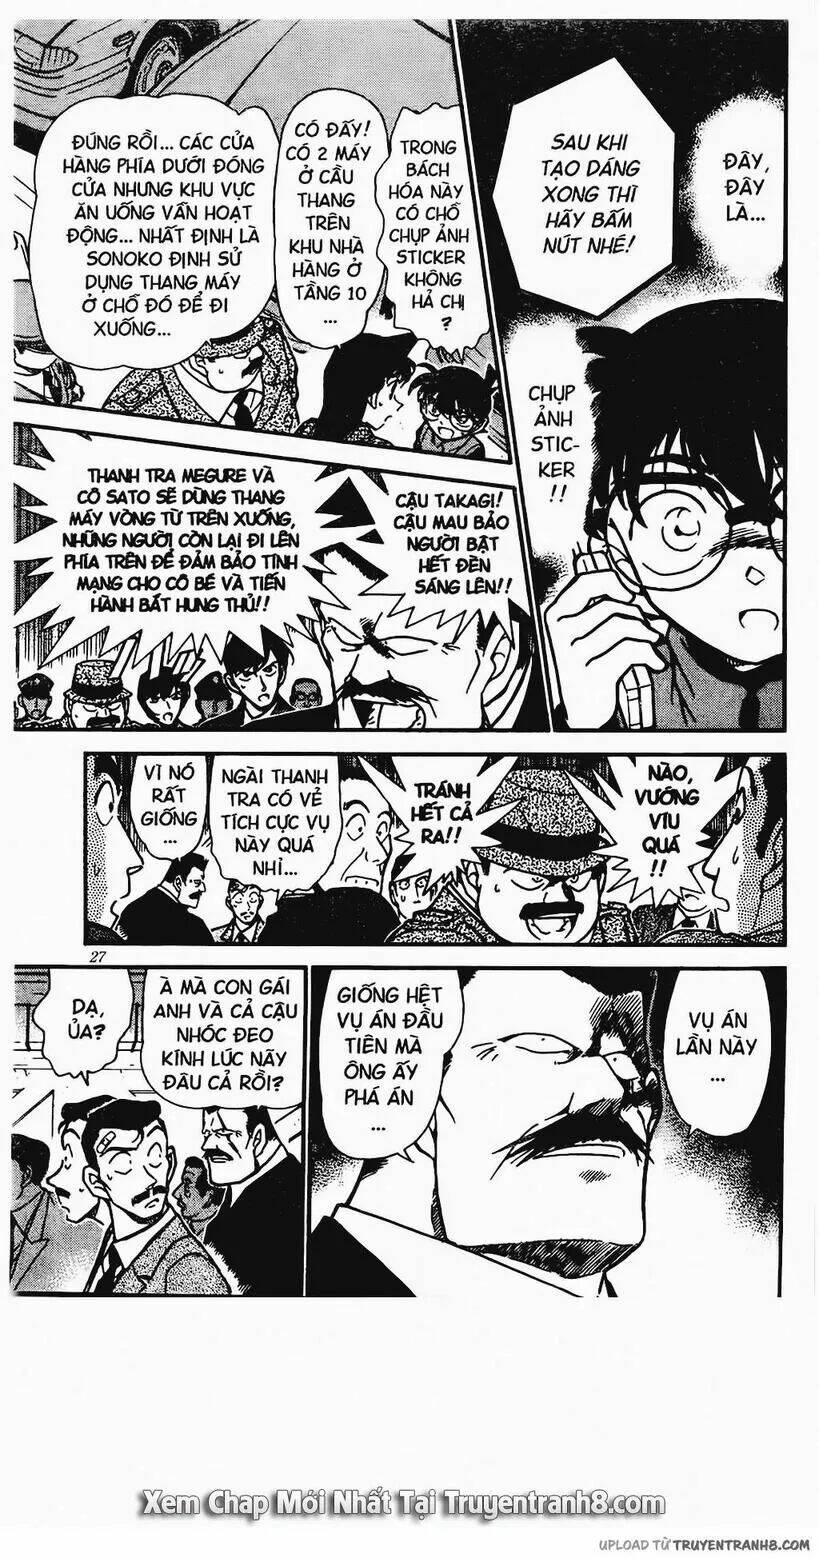 ĐÂY,
ĐÂY
LÀ...
SAU KHI
TẠO DÁNG
XONG THÌ
HÃY BẤM
NÚT NHÉ!
CHỤP
ẢNH
STIC-
KER
!!
TRONG
BÁCH
HÓA NÀY
CÓ CHỖ
CHỤP ẢNH
STICKER
KHÔNG
HẢ CHỊ
?
CÓ ĐẤY!
CÓ 2 MÁY
Ở CẦU
THANG
TRÊN
KHU NHÀ
HÀNG Ở
TẦNG 10
...
ĐÚNG RỒI... CÁC CỬA
HÀNG PHÍA DƯỚI ĐÓNG
CỬA NHƯNG KHU VỰC
ĂN UỐNG VẪN HOẠT
ĐỘNG... NHẤT ĐỊNH LÀ
SONOKO ĐỊNH SỬ
DỤNG THANG MÁY
Ở CHỖ ĐÓ ĐỂ ĐI
XUỐNG...
CẬU TAKAGI!
CẬU MAU BẢO
NGƯỜI BẬT
HẾT ĐÈN
SÁNG LÊN!!
THANH TRA MEGURE VÀ
CÔ SATO SẼ DÙNG THANG
MÁY VÒNG TỪ TRÊN XUỐNG,
NHỮNG NGƯỜI CÒN LẠI ĐI LÊN
PHÍA TRÊN ĐỂ ĐẢM BẢO TÍNH
MẠNG CHO CÔ BÉ VÀ TIẾN
HÀNH BẮT HUNG THỦ!!
NÀO,
VƯỚNG
VÍU
QUÁ
!!
TRÁNH
HẾT CẢ
RA!!
NGÀI THANH
TRA CÓ VẺ
TÍCH CỰC VỤ
NÀY QUÁ
NHỈ...
VÌ NÓ
RẤT
GIỐNG
...
27
VỤ ÁN
LẦN NÀY
...
GIỐNG HỆT
VỤ ÁN ĐẦU
TIÊN MÀ
ÔNG ẤY
PHÁ ÁN
...
À MÀ CON GÁI
ANH VÀ CẢ CẬU
NHÓC ĐEO
KÍNH LÚC NÃY
ĐÂU CẢ RỒI?
DẠ,
ỦA?
Xem Chap Mới Nhất Tại Truyentranh8.com
UPLOAD TỪ TRUYENTRANH8.COM